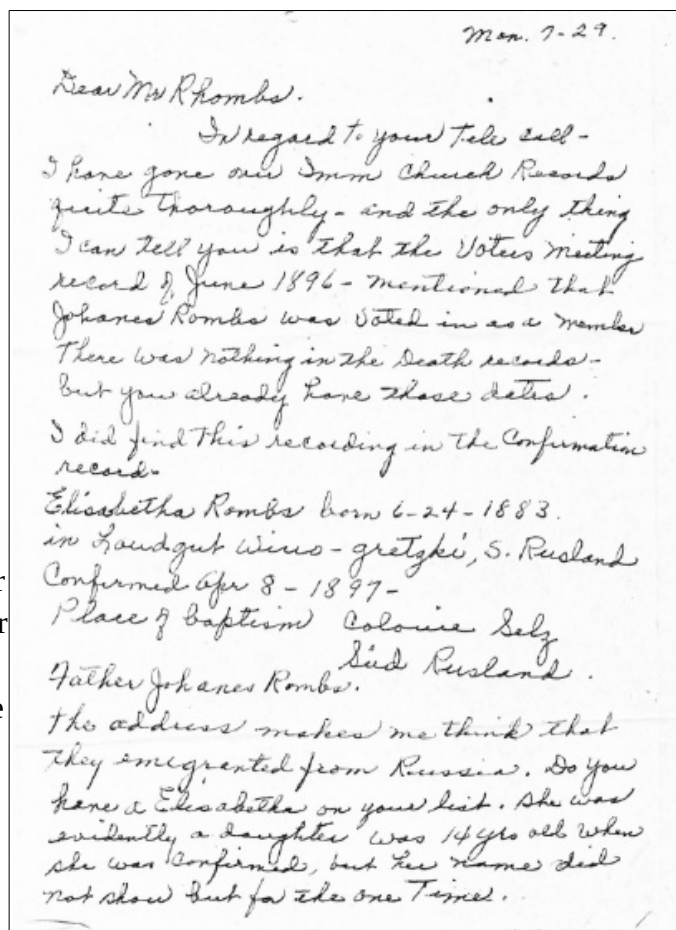 Mon. 7-29.
Dear Mr Rhombs.
In regard to your Tele call-
I have gone over Imm Church Records
quite thoroughly - and the only thing
I can tell you is that the Voters Meeting
record of June 1896 - mentioned that
Johanes Rombs was voted in as a member
There was nothing in the Death records -
but you already have those dates.
I did find this recording in the Confirmation
record-
Elisabetha Rombs born 6-24-1883.
in Landgut Wino-gretzki, S. Rusland
Confirmed Apr 8 - 1897-
Place of baptism Colonie Selz
Süd Rusland.
Father Johanes Rombs.
the address makes me think that
they emigrated from Russia. Do you
have a Elisabetha on your list. She was
evidently a daughter was 14 yrs old when
she was confirmed, but her name did
not show but for the one Time.
r
r
e